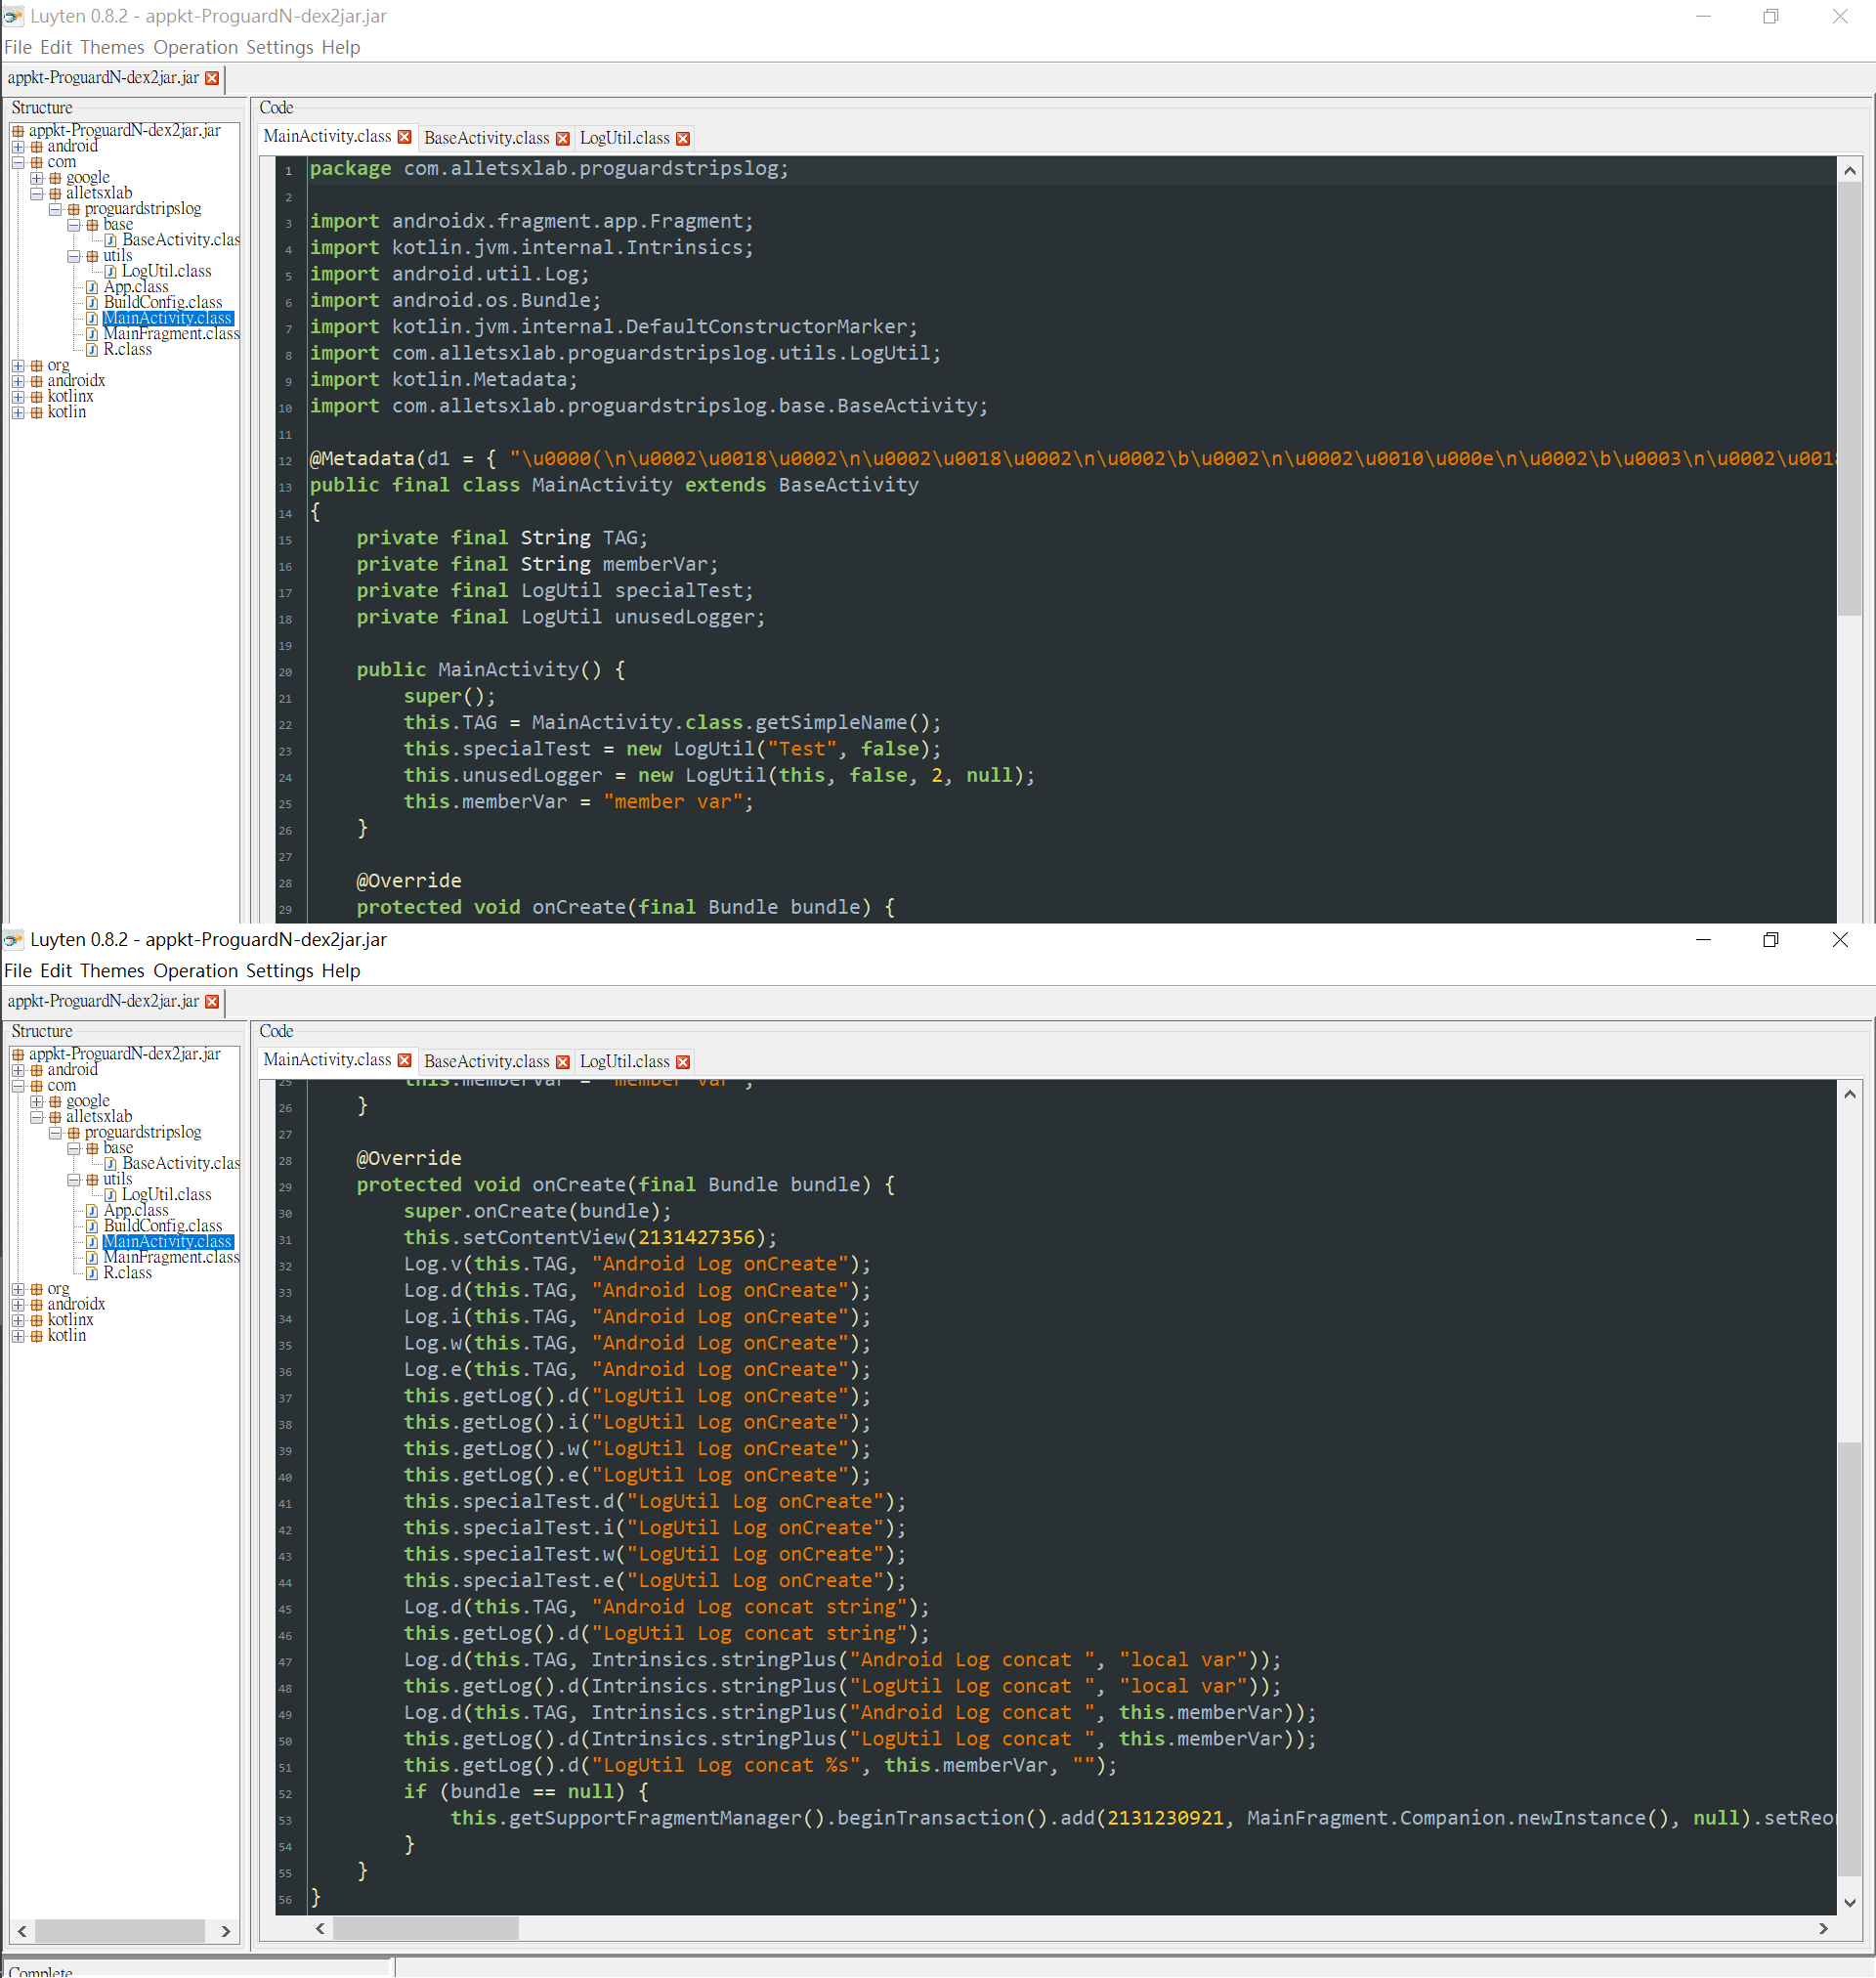 Luyten 0.8.2 - appkt-ProguardN-dex2jar.jar
File Edit Themes Operation Settings Help
appkt-ProguardN-dex2jar.jar
Structure
appkt-ProguardN-dex2jar.jar
android
com
google
alletsxlab
proguardstripslog
base
BaseActivity.clas
utils
LogUtil.class
App.class
BuildConfig.class
MainActivity.class
MainFragment.class
R.class
org
androidx
kotlinx
kotlin
Code
MainActivity.class BaseActivity.class LogUtil.class
1 package com.alletsxlab.proguardstripslog;
2
3 import androidx.fragment.app.Fragment;
4 import kotlin.jvm.internal.Intrinsics;
5 import android.util.Log;
6 import android.os.Bundle;
7 import kotlin.jvm.internal.DefaultConstructorMarker;
8 import com.alletsxlab.proguardstripslog.utils.LogUtil;
9 import kotlin.Metadata;
10 import com.alletsxlab.proguardstripslog.base.BaseActivity;
11
12 @Metadata(d1 = { "\u0000(\n\u0002\u0018\u0002\n\u0002\u0018\u0002\n\u0002\b\u0002\n\u0002\u0010\u000e\n\u0002\b\u0003\n\u0002\u0018
13 public final class MainActivity extends BaseActivity
14 {
15 private final String TAG;
16 private final String memberVar;
17 private final LogUtil specialTest;
18 private final LogUtil unusedLogger;
19
20 public MainActivity() {
21 super();
22 this.TAG = MainActivity.class.getSimpleName();
23 this.specialTest = new LogUtil("Test", false);
24 this.unusedLogger = new LogUtil(this, false, 2, null);
25 this.memberVar = "member var";
26 }
27
28 @Override
29 protected void onCreate(final Bundle bundle) {
Luyten 0.8.2 - appkt-ProguardN-dex2jar.jar
File Edit Themes Operation Settings Help
appkt-ProguardN-dex2jar.jar
Structure
appkt-ProguardN-dex2jar.jar
android
com
google
alletsxlab
proguardstripslog
base
BaseActivity.clas
utils
LogUtil.class
App.class
BuildConfig.class
MainActivity.class
MainFragment.class
R.class
org
androidx
kotlinx
kotlin
Code
MainActivity.class BaseActivity.class LogUtil.class
25 this.memberVar = "member var";
26 }
27
28 @Override
29 protected void onCreate(final Bundle bundle) {
30 super.onCreate(bundle);
31 this.setContentView(2131427356);
32 Log.v(this.TAG, "Android Log onCreate");
33 Log.d(this.TAG, "Android Log onCreate");
34 Log.i(this.TAG, "Android Log onCreate");
35 Log.w(this.TAG, "Android Log onCreate");
36 Log.e(this.TAG, "Android Log onCreate");
37 this.getLog().d("LogUtil Log onCreate");
38 this.getLog().i("LogUtil Log onCreate");
39 this.getLog().w("LogUtil Log onCreate");
40 this.getLog().e("LogUtil Log onCreate");
41 this.specialTest.d("LogUtil Log onCreate");
42 this.specialTest.i("LogUtil Log onCreate");
43 this.specialTest.w("LogUtil Log onCreate");
44 this.specialTest.e("LogUtil Log onCreate");
45 Log.d(this.TAG, "Android Log concat string");
46 this.getLog().d("LogUtil Log concat string");
47 Log.d(this.TAG, Intrinsics.stringPlus("Android Log concat ", "local var"));
48 this.getLog().d(Intrinsics.stringPlus("LogUtil Log concat ", "local var"));
49 Log.d(this.TAG, Intrinsics.stringPlus("Android Log concat ", this.memberVar));
50 this.getLog().d(Intrinsics.stringPlus("LogUtil Log concat ", this.memberVar));
51 this.getLog().d("LogUtil Log concat %s", this.memberVar, "");
52 if (bundle == null) {
53 this.getSupportFragmentManager().beginTransaction().add(2131230921, MainFragment.Companion.newInstance(), null).setReo
54 }
55 }
56 }
Complete